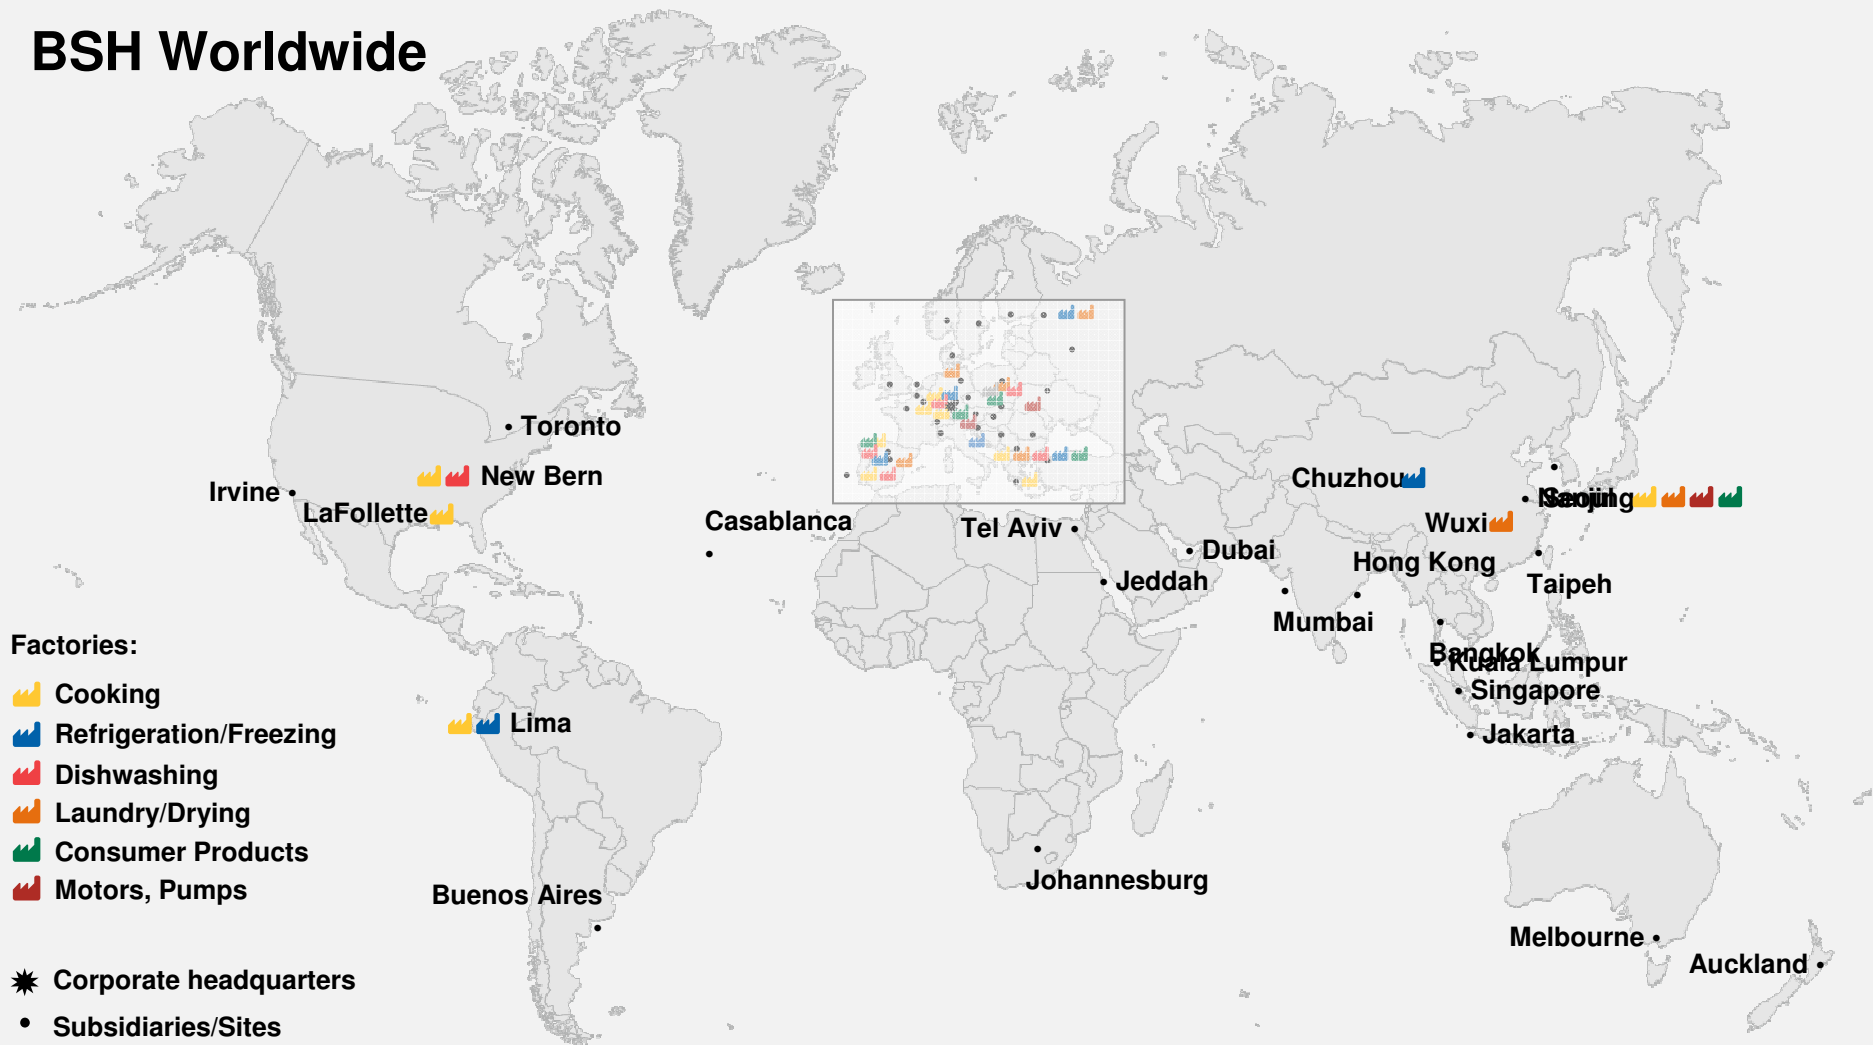 BSH Worldwide
Toronto
New Bern
Irvine
LaFollette
Casablanca
Tel Aviv
Dubai
Jeddah
Chuzhou
Nanjing
Seoul
Wuxi
Hong Kong
Taipeh
Mumbai
Bangkok
Kuala Lumpur
Singapore
Jakarta
Lima
Buenos Aires
Johannesburg
Melbourne
Auckland
Factories:
Cooking
Refrigeration/Freezing
Dishwashing
Laundry/Drying
Consumer Products
Motors, Pumps
Corporate headquarters
Subsidiaries/Sites